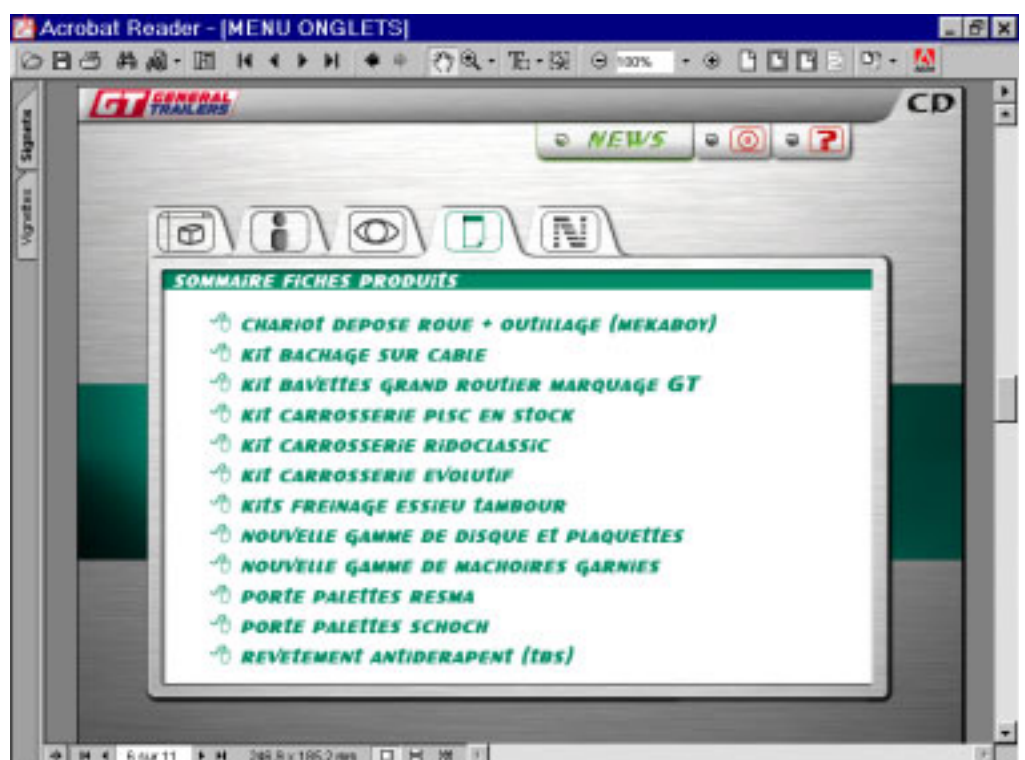 Acrobat Reader - [MENU ONGLETS]
100%
Signets
Vignettes
GT GENERAL TRAILERS
CD
NEWS
?
N
SOMMAIRE FICHES PRODUITS
CHARIOT DEPOSE ROUE + OUTILLAGE (MEKABOY)
KIT BACHAGE SUR CABLE
KIT BAVETTES GRAND ROUTIER MARQUAGE GT
KIT CARROSSERIE PLSC EN STOCK
KIT CARROSSERIE RIDOCLASSIC
KIT CARROSSERIE EVOLUTIF
KITS FREINAGE ESSIEU TAMBOUR
NOUVELLE GAMME DE DISQUE ET PLAQUETTES
NOUVELLE GAMME DE MACHOIRES GARNIES
PORTE PALETTES RESMA
PORTE PALETTES SCHOCH
REVETEMENT ANTIDERAPENT (TBS)
6 sur 11